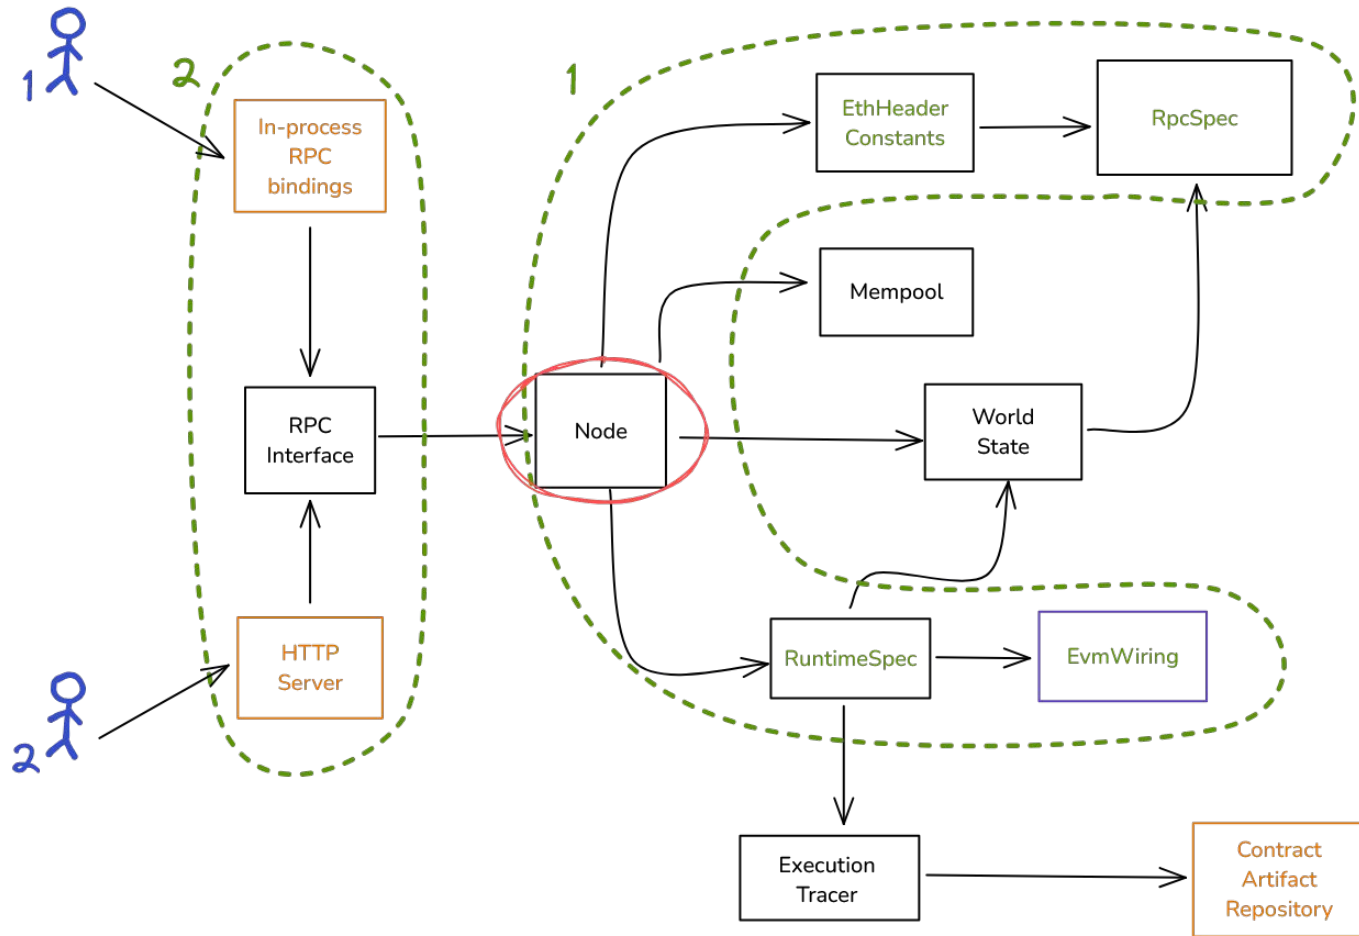 1
2
In-process
RPC
bindings
RPC
Interface
HTTP
Server
2
1
EthHeader
Constants
RpcSpec
Mempool
Node
World
State
RuntimeSpec
EvmWiring
Execution
Tracer
Contract
Artifact
Repository